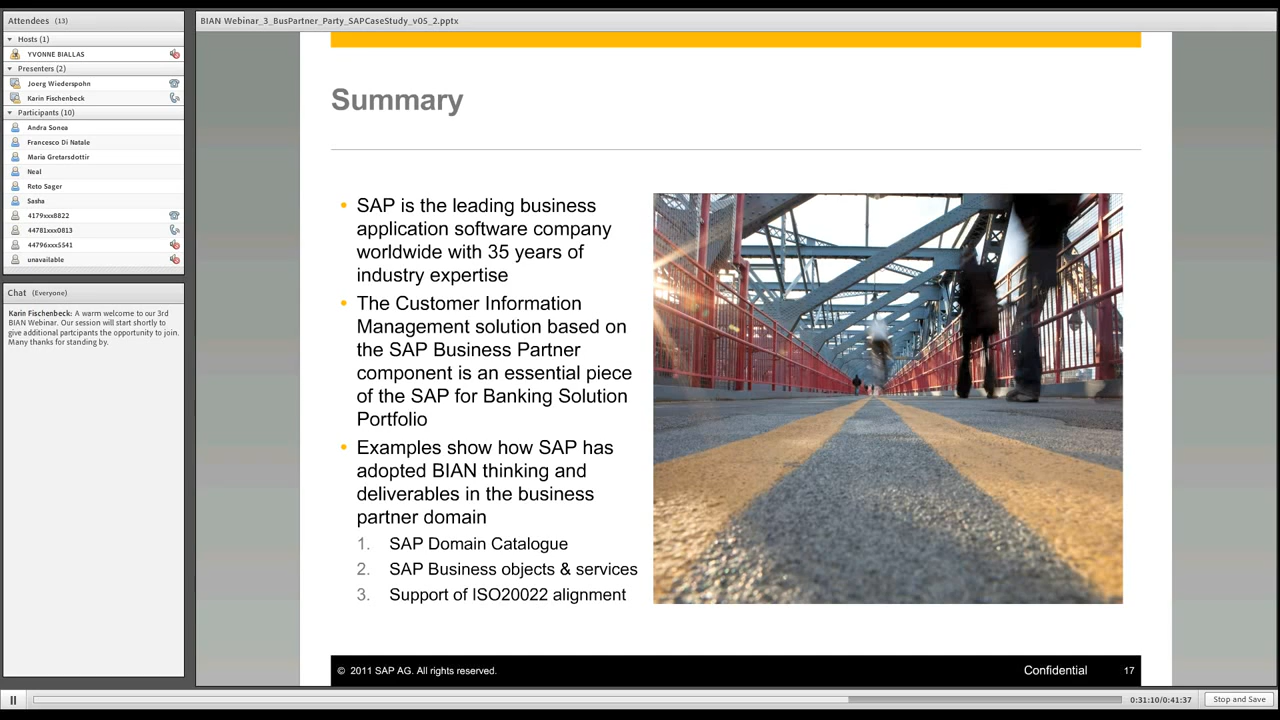 Attendees (13)
Hosts (1)
YVONNE BIALLAS
Presenters (2)
Joerg Wiederspohn
Karin Fischenbeck
Participants (10)
Andra Sonea
Francesco Di Natale
Maria Gretarsdottir
Neal
Reto Sager
Sasha
4179xxx8822
44781xxx0813
44796xxx5541
unavailable
Chat (Everyone)
Karin Fischenbeck: A warm welcome to our 3rd
BIAN Webinar. Our session will start shortly to
give additional partcipants the opportunity to join.
Many thanks for standing by.
BIAN Webinar_3_BusPartner_Party_SAPCaseStudy_v05_2.pptx
Summary
• SAP is the leading business
application software company
worldwide with 35 years of
industry expertise
• The Customer Information
Management solution based on
the SAP Business Partner
component is an essential piece
of the SAP for Banking Solution
Portfolio
• Examples show how SAP has
adopted BIAN thinking and
deliverables in the business
partner domain
1. SAP Domain Catalogue
2. SAP Business objects & services
3. Support of ISO20022 alignment
© 2011 SAP AG. All rights reserved.
Confidential
17
0:31:10/0:41:37
Stop and Save